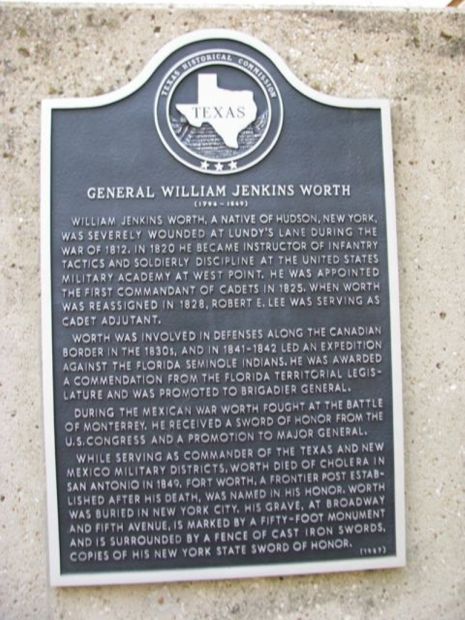 TEXAS HISTORICAL COMMISSION
TEXAS
GENERAL WILLIAM JENKINS WORTH
(1794-1849)
WILLIAM JENKINS WORTH, A NATIVE OF HUDSON, NEW YORK,
WAS SEVERELY WOUNDED AT LUNDY'S LANE DURING THE
WAR OF 1812. IN 1820 HE BECAME INSTRUCTOR OF INFANTRY
TACTICS AND SOLDIERLY DISCIPLINE AT THE UNITED STATES
MILITARY ACADEMY AT WEST POINT. HE WAS APPOINTED
THE FIRST COMMANDANT OF CADETS IN 1825. WHEN WORTH
WAS REASSIGNED IN 1828, ROBERT E. LEE WAS SERVING AS
CADET ADJUTANT.
WORTH WAS INVOLVED IN DEFENSES ALONG THE CANADIAN
BORDER IN THE 1830s, AND IN 1841-1842 LED AN EXPEDITION
AGAINST THE FLORIDA SEMINOLE INDIANS. HE WAS AWARDED
A COMMENDATION FROM THE FLORIDA TERRITORIAL LEGIS-
LATURE AND WAS PROMOTED TO BRIGADIER GENERAL.
DURING THE MEXICAN WAR WORTH FOUGHT AT THE BATTLE
OF MONTERREY. HE RECEIVED A SWORD OF HONOR FROM THE
U.S. CONGRESS AND A PROMOTION TO MAJOR GENERAL.
WHILE SERVING AS COMMANDER OF THE TEXAS AND NEW
MEXICO MILITARY DISTRICTS, WORTH DIED OF CHOLERA IN
SAN ANTONIO IN 1849. FORT WORTH, A FRONTIER POST ESTAB-
LISHED AFTER HIS DEATH, WAS NAMED IN HIS HONOR. WORTH
WAS BURIED IN NEW YORK CITY. HIS GRAVE, AT BROADWAY
AND FIFTH AVENUE, IS MARKED BY A FIFTY-FOOT MONUMENT
AND IS SURROUNDED BY A FENCE OF CAST IRON SWORDS,
COPIES OF HIS NEW YORK STATE SWORD OF HONOR.